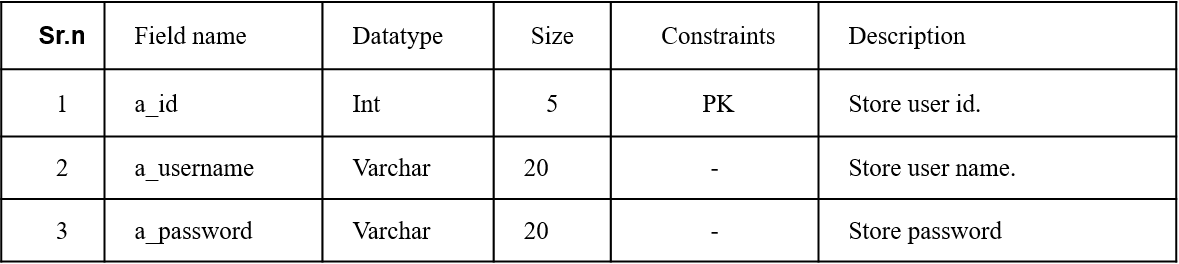 Sr.n Field name Datatype Size Constraints Description
1 a_id Int 5 PK Store user id.
2 a_username Varchar 20 - Store user name.
3 a_password Varchar 20 - Store password